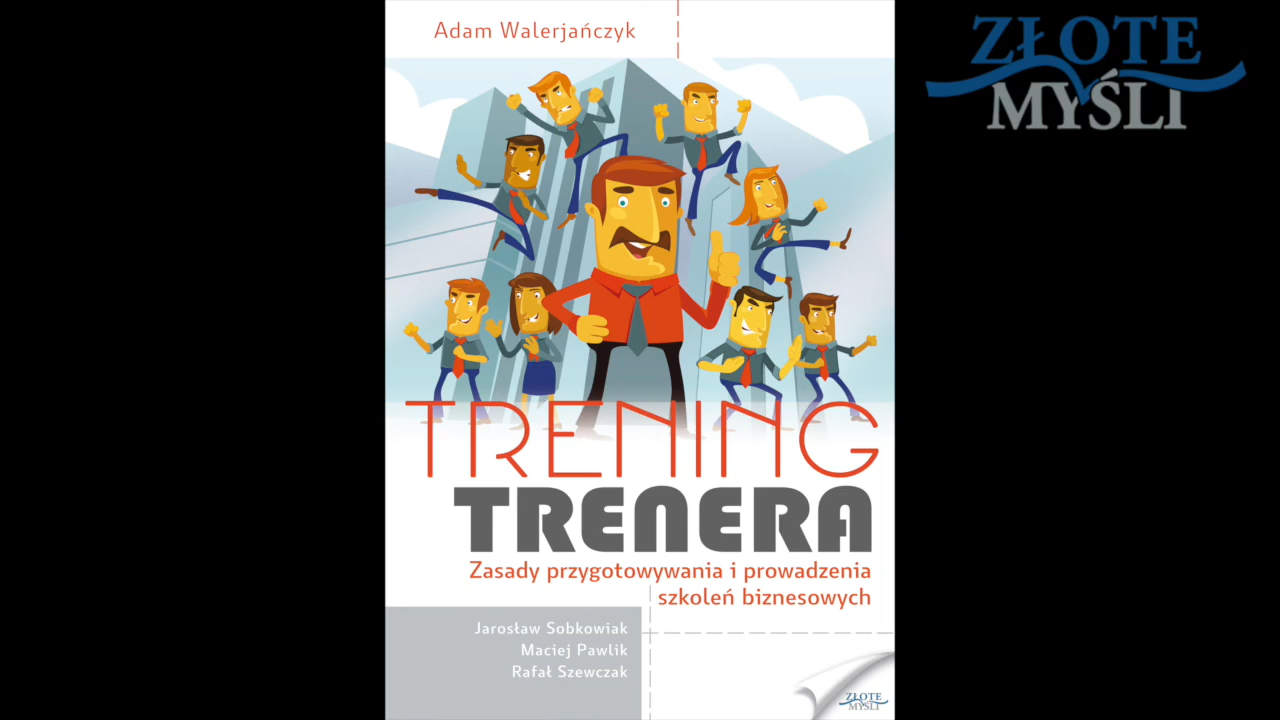 Adam Walerjańczyk
ZŁOTE
MYŚLI
TRENING
TRENERA
Zasady przygotowywania i prowadzenia
szkoleń biznesowych
Jarosław Sobkowiak
Maciej Pawlik
Rafał Szewczak
ZŁOTE
MYŚLI